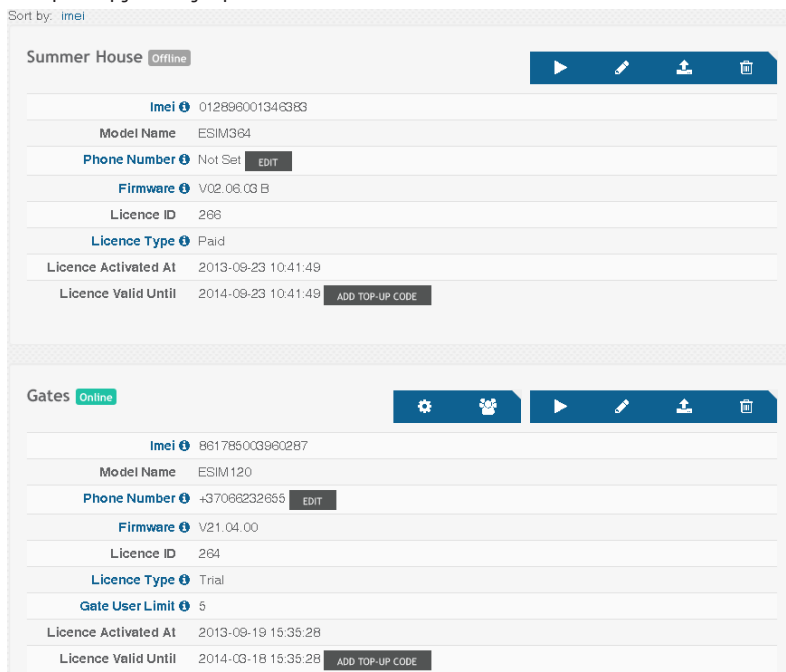 Sort by: imei
Summer House Offline
Imei 012896001346383
Model Name ESIM364
Phone Number Not Set EDIT
Firmware V02.06.03 B
Licence ID 266
Licence Type Paid
Licence Activated At 2013-09-23 10:41:49
Licence Valid Until 2014-09-23 10:41:49 ADD TOP-UP CODE
Gates Online
Imei 861785003960287
Model Name ESIM120
Phone Number +37066232655 EDIT
Firmware V21.04.00
Licence ID 264
Licence Type Trial
Gate User Limit 5
Licence Activated At 2013-09-19 15:35:28
Licence Valid Until 2014-03-18 15:35:28 ADD TOP-UP CODE